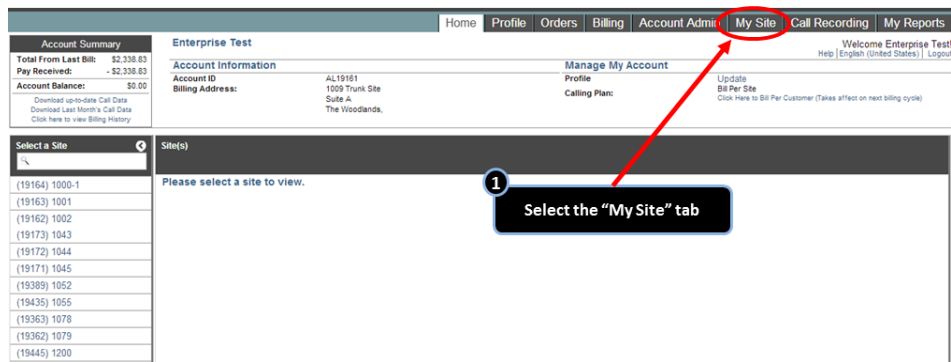 Home Profile Orders Billing Account Admin My Site Call Recording My Reports
Account Summary
Total From Last Bill: $2,338.83
Pay Received: - $2,338.83
Account Balance: $0.00
Download up-to-date Call Data
Download Last Month's Call Data
Click here to view Billing History
Enterprise Test
Welcome Enterprise Test!
Help | English (United States) | Logout
Account Information
Account ID AL19161
Billing Address: 1009 Trunk Site
Suite A
The Woodlands,
Manage My Account
Profile Update
Calling Plan: Bill Per Site
Click Here to Bill Per Customer (Takes affect on next billing cycle)
Select a Site
(19164) 1000-1
(19163) 1001
(19162) 1002
(19173) 1043
(19172) 1044
(19171) 1045
(19389) 1052
(19435) 1055
(19363) 1078
(19362) 1079
(19445) 1200
Site(s)
Please select a site to view.
1
Select the “My Site” tab